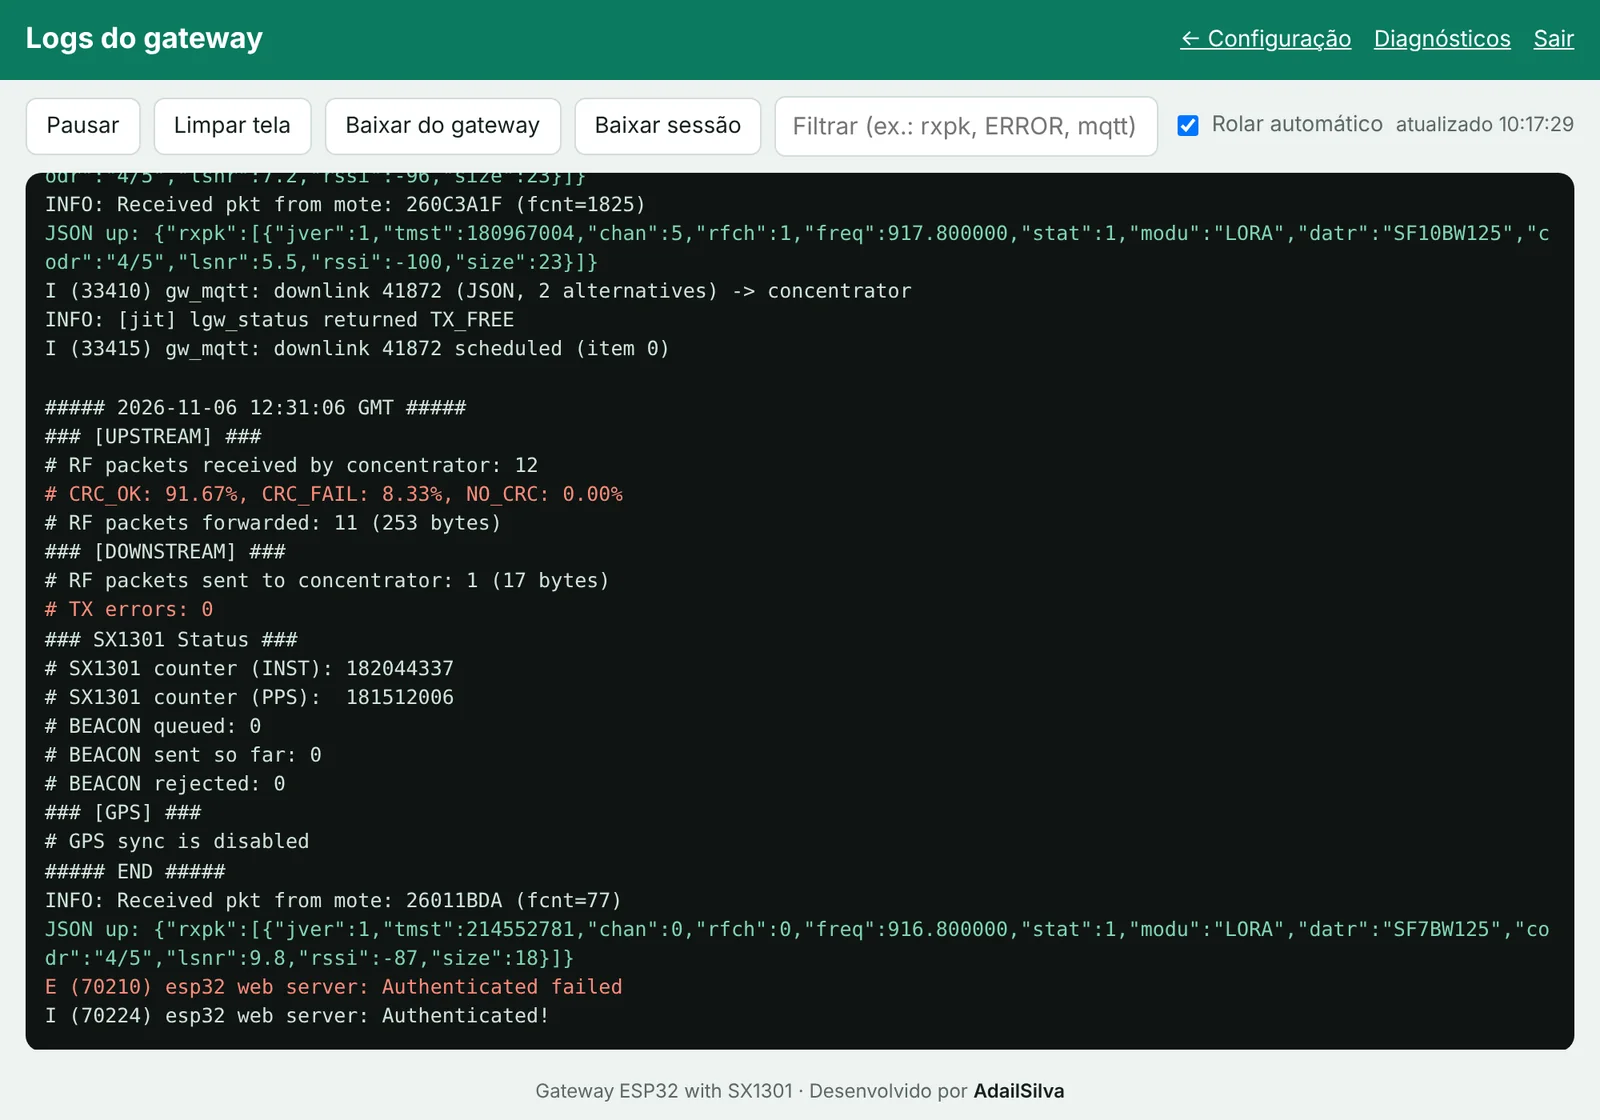 Logs do gateway
← Configuração Diagnósticos Sair
Pausar Limpar tela Baixar do gateway Baixar sessão Filtrar (ex.: rxpk, ERROR, mqtt) Rolar automático atualizado 10:17:29
odr":"4/5","lsnr":7.2,"rssi":-96,"size":23}]}
INFO: Received pkt from mote: 260C3A1F (fcnt=1825)
JSON up: {"rxpk":[{"jver":1,"tmst":180967004,"chan":5,"rfch":1,"freq":917.800000,"stat":1,"modu":"LORA","datr":"SF10BW125","c
odr":"4/5","lsnr":5.5,"rssi":-100,"size":23}]}
I (33410) gw_mqtt: downlink 41872 (JSON, 2 alternatives) -> concentrator
INFO: [jit] lgw_status returned TX_FREE
I (33415) gw_mqtt: downlink 41872 scheduled (item 0)
##### 2026-11-06 12:31:06 GMT #####
### [UPSTREAM] ###
# RF packets received by concentrator: 12
# CRC_OK: 91.67%, CRC_FAIL: 8.33%, NO_CRC: 0.00%
# RF packets forwarded: 11 (253 bytes)
### [DOWNSTREAM] ###
# RF packets sent to concentrator: 1 (17 bytes)
# TX errors: 0
### SX1301 Status ###
# SX1301 counter (INST): 182044337
# SX1301 counter (PPS):  181512006
# BEACON queued: 0
# BEACON sent so far: 0
# BEACON rejected: 0
### [GPS] ###
# GPS sync is disabled
##### END #####
INFO: Received pkt from mote: 26011BDA (fcnt=77)
JSON up: {"rxpk":[{"jver":1,"tmst":214552781,"chan":0,"rfch":0,"freq":916.800000,"stat":1,"modu":"LORA","datr":"SF7BW125","co
dr":"4/5","lsnr":9.8,"rssi":-87,"size":18}]}
E (70210) esp32 web server: Authenticated failed
I (70224) esp32 web server: Authenticated!
Gateway ESP32 with SX1301 · Desenvolvido por AdailSilva